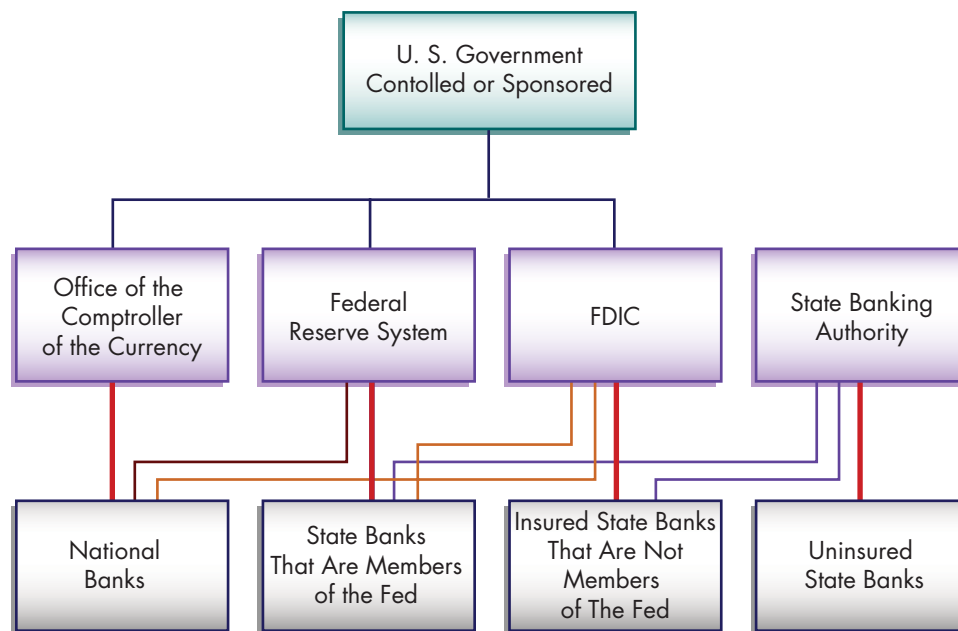 U. S. Government
Contolled or Sponsored
Office of the
Comptroller
of the Currency
Federal
Reserve System
FDIC
State Banking
Authority
National
Banks
State Banks
That Are Members
of the Fed
Insured State Banks
That Are Not
Members
of The Fed
Uninsured
State Banks